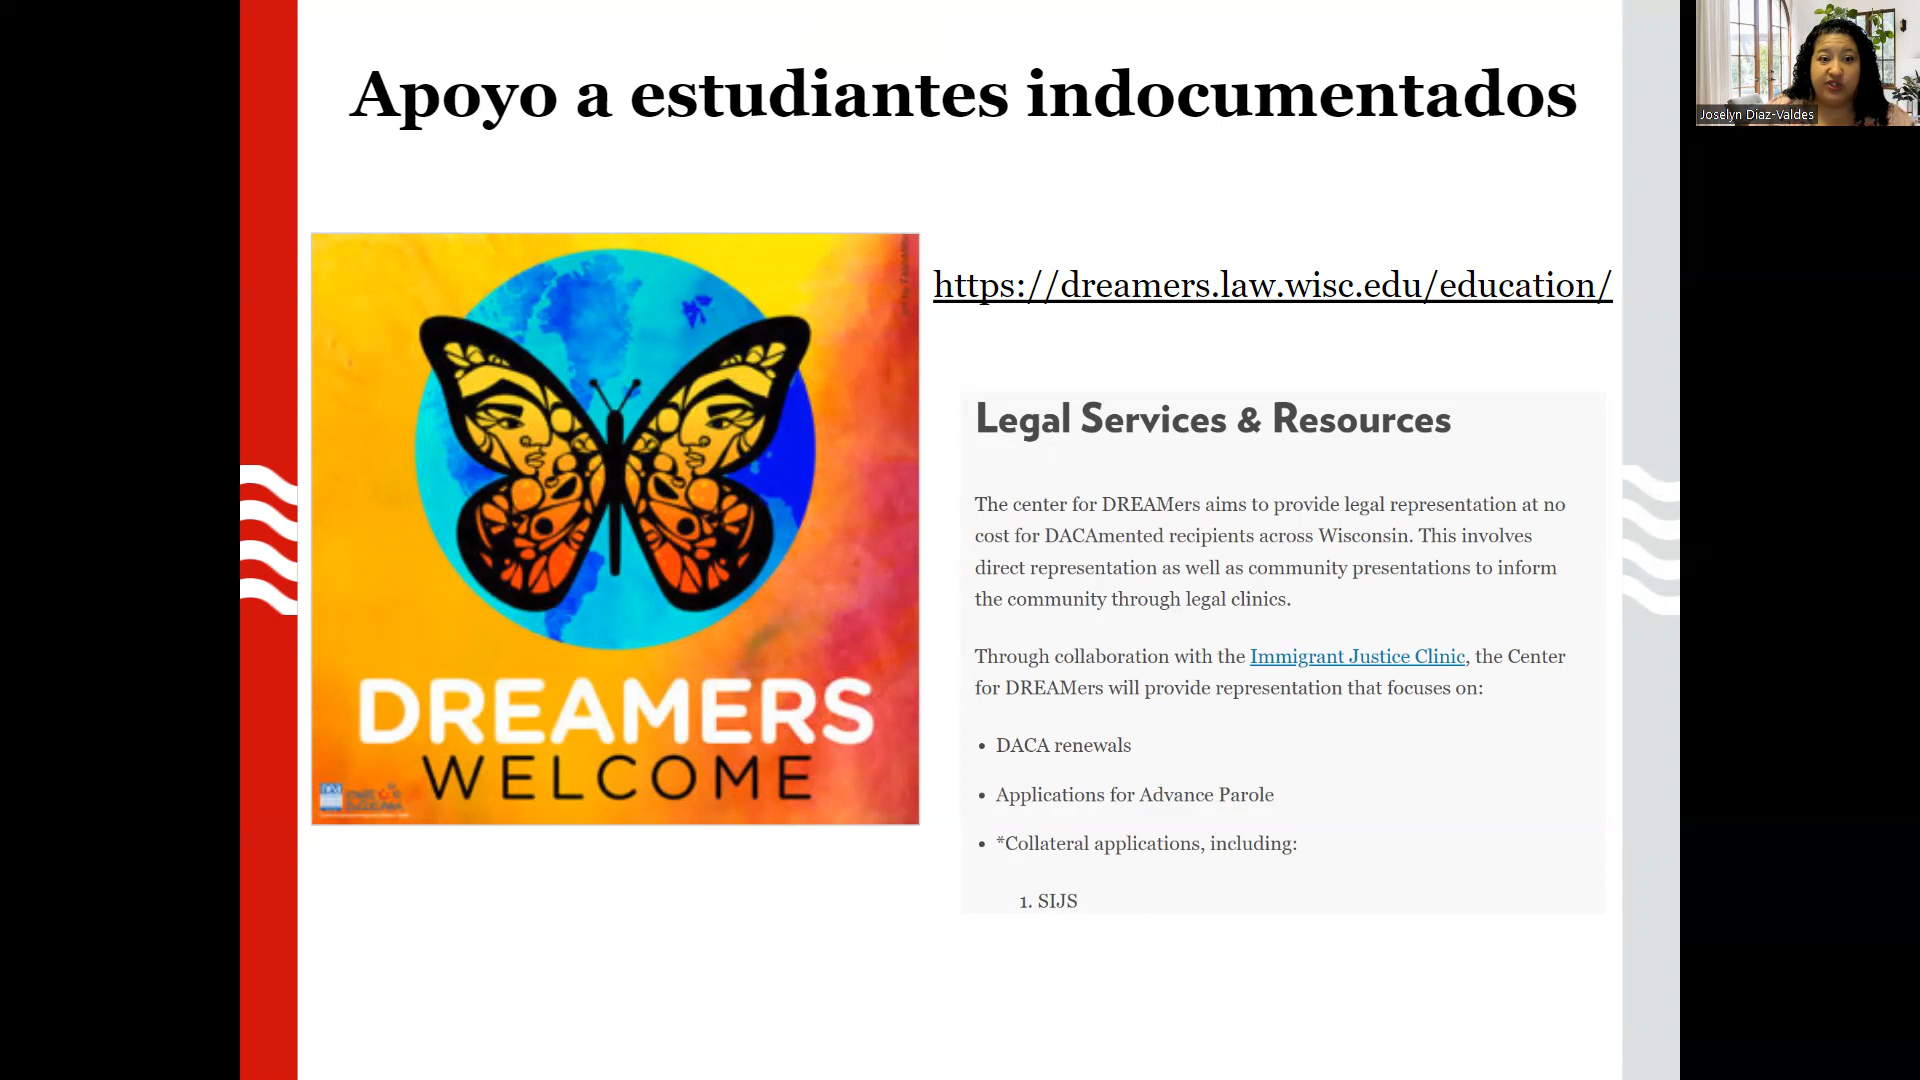 Apoyo a estudiantes indocumentados
Joselyn Diaz-Valdes
https://dreamers.law.wisc.edu/education/
DREAMERS
WELCOME
nea
Legal Services & Resources
The center for DREAMers aims to provide legal representation at no
cost for DACAmented recipients across Wisconsin. This involves
direct representation as well as community presentations to inform
the community through legal clinics.
Through collaboration with the Immigrant Justice Clinic, the Center
for DREAMers will provide representation that focuses on:
• DACA renewals
• Applications for Advance Parole
• *Collateral applications, including:
1. SIJS